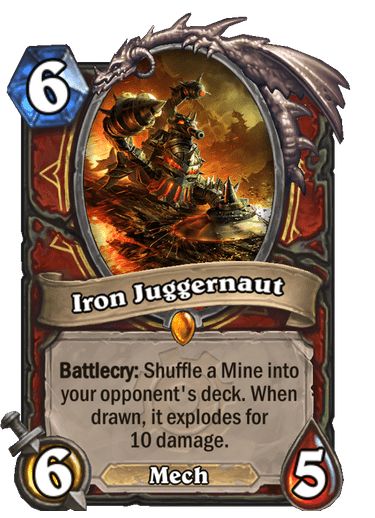 6
Iron Juggernaut
Battlecry: Shuffle a Mine into
your opponent's deck. When
drawn, it explodes for
10 damage.
6
Mech
5